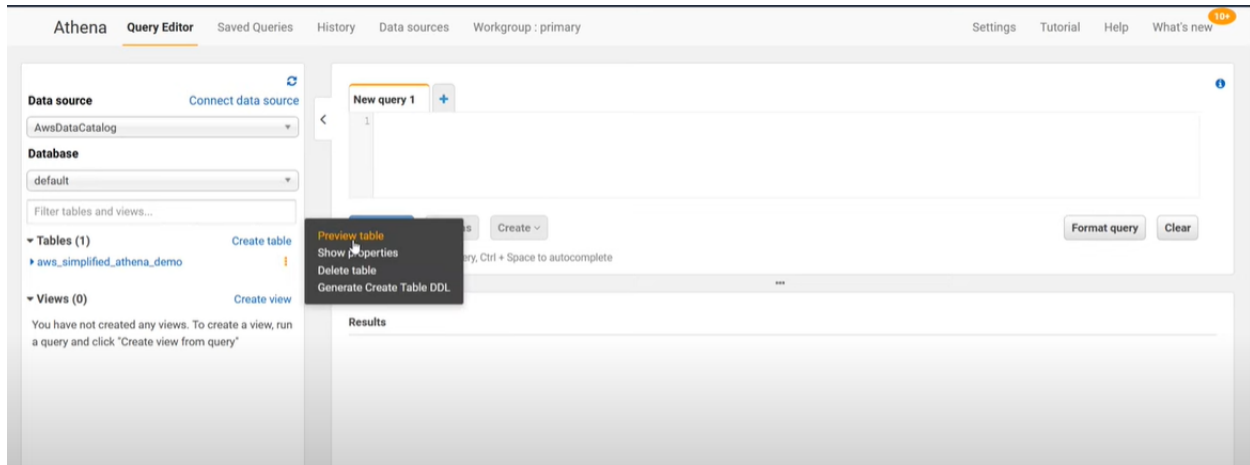 Athena Query Editor Saved Queries History Data sources Workgroup : primary Settings Tutorial Help What's new 10+
Data source Connect data source
AwsDataCatalog
Database
default
Filter tables and views...
Tables (1) Create table
aws_simplified_athena_demo
Views (0) Create view
You have not created any views. To create a view, run
a query and click "Create view from query"
New query 1 +
1
Preview table
Show properties
Delete table
Generate Create Table DDL
Create
Format query Clear
Ctrl + Space to autocomplete
Results